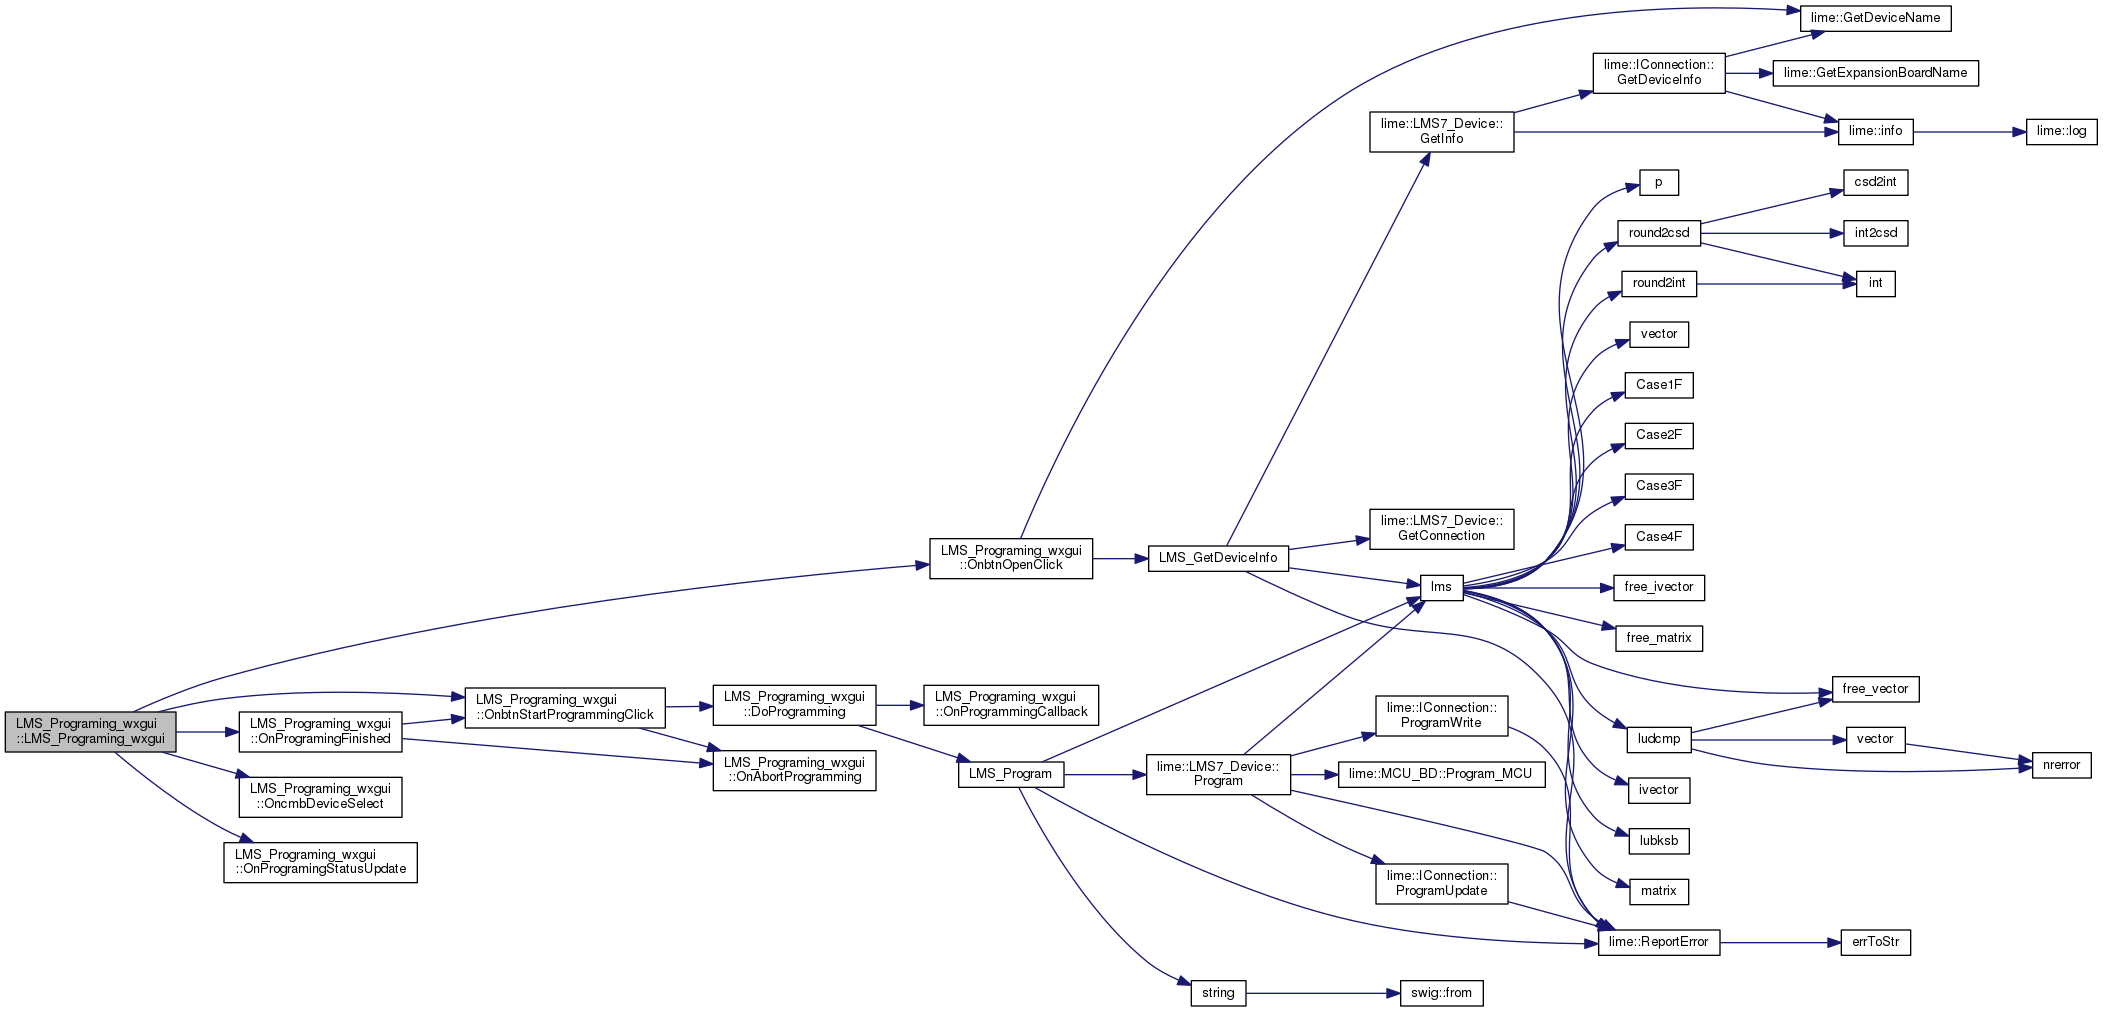 LMS_Programing_wxgui
::LMS_Programing_wxgui
LMS_Programing_wxgui
::OnProgramingFinished
LMS_Programing_wxgui
::OncmbDeviceSelect
LMS_Programing_wxgui
::OnProgramingStatusUpdate
LMS_Programing_wxgui
::OnbtnStartProgrammingClick
LMS_Programing_wxgui
::DoProgramming
LMS_Programing_wxgui
::OnAbortProgramming
LMS_Programing_wxgui
::OnbtnOpenClick
LMS_Programing_wxgui
::OnProgrammingCallback
LMS_Program
LMS_GetDeviceInfo
lime::LMS7_Device::
Program
string
lime::LMS7_Device::
GetInfo
lime::LMS7_Device::
GetConnection
lms
lime::IConnection::
ProgramWrite
lime::MCU_BD::Program_MCU
lime::IConnection::
ProgramUpdate
swig::from
lime::IConnection::
GetDeviceInfo
p
round2csd
round2int
vector
Case1F
Case2F
Case3F
Case4F
free_ivector
free_matrix
ludcmp
ivector
lubksb
matrix
lime::ReportError
lime::GetDeviceName
lime::GetExpansionBoardName
lime::info
csd2int
int2csd
int
free_vector
vector
errToStr
lime::log
nrerror